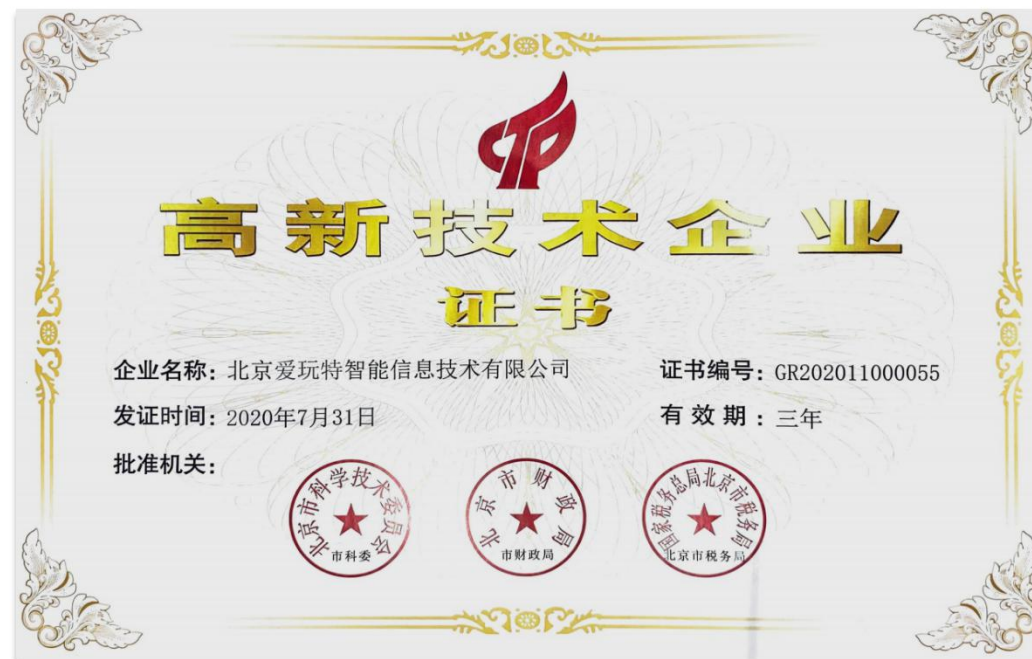 高新技术企业
证书
企业名称：北京爱玩特智能信息技术有限公司 证书编号：GR202011000055
发证时间：2020年7月31日 有效期：三年
批准机关：
北京市科学技术委员会
市科委
北京市财政局
市财政局
国家税务总局北京市税务局
北京市税务局